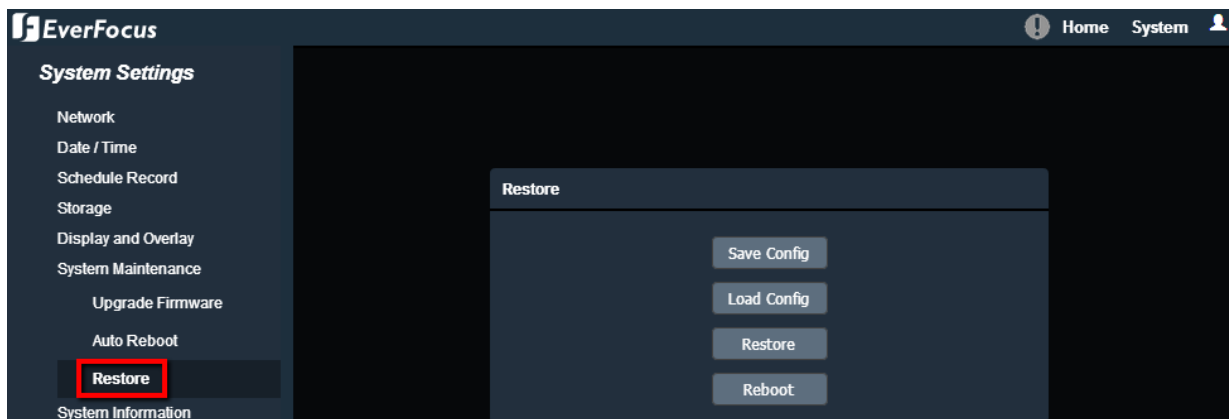 EverFocus
Home System
System Settings
Network
Date / Time
Schedule Record
Storage
Display and Overlay
System Maintenance
Upgrade Firmware
Auto Reboot
Restore
System Information
Restore
Save Config
Load Config
Restore
Reboot